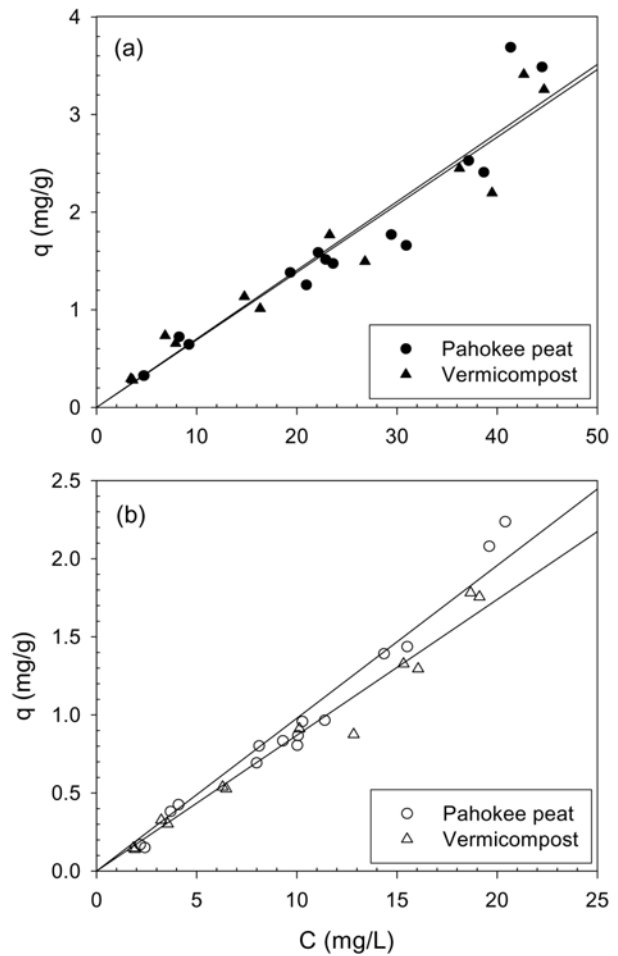 (a)
q (mg/g)
4
3
2
1
0
0 10 20 30 40 50
Pahokee peat
Vermicompost
(b)
q (mg/g)
2.5
2.0
1.5
1.0
0.5
0.0
0 5 10 15 20 25
Pahokee peat
Vermicompost
C (mg/L)